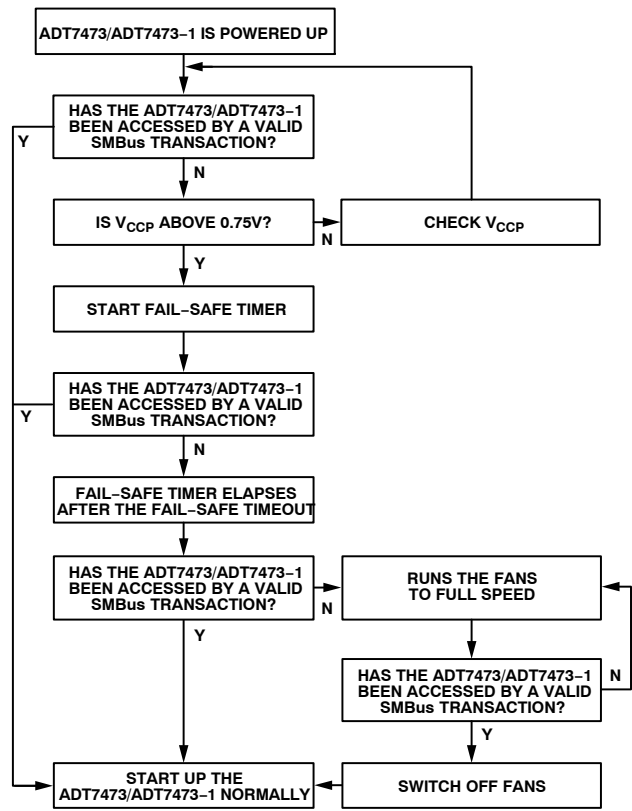 ADT7473/ADT7473−1 IS POWERED UP
HAS THE ADT7473/ADT7473−1
BEEN ACCESSED BY A VALID
SMBus TRANSACTION?
Y
N
IS VCCP ABOVE 0.75V?
N
CHECK VCCP
Y
START FAIL−SAFE TIMER
HAS THE ADT7473/ADT7473−1
BEEN ACCESSED BY A VALID
SMBus TRANSACTION?
Y
N
FAIL−SAFE TIMER ELAPSES
AFTER THE FAIL−SAFE TIMEOUT
HAS THE ADT7473/ADT7473−1
BEEN ACCESSED BY A VALID
SMBus TRANSACTION?
N
RUNS THE FANS
TO FULL SPEED
Y
HAS THE ADT7473/ADT7473−1
BEEN ACCESSED BY A VALID
SMBus TRANSACTION?
N
Y
START UP THE
ADT7473/ADT7473−1 NORMALLY
SWITCH OFF FANS